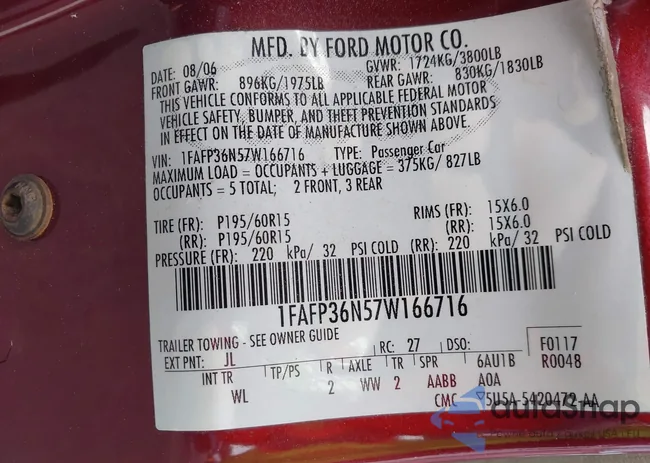 MFD. BY FORD MOTOR CO.
DATE: 08/06 GVWR: 1724KG/3800LB
FRONT GAWR: 896KG/1975LB REAR GAWR: 830KG/1830LB
THIS VEHICLE CONFORMS TO ALL APPLICABLE FEDERAL MOTOR
VEHICLE SAFETY, BUMPER, AND THEFT PREVENTION STANDARDS
IN EFFECT ON THE DATE OF MANUFACTURE SHOWN ABOVE.
VIN: 1FAFP36N57W166716 TYPE: Passenger Car
MAXIMUM LOAD = OCCUPANTS + LUGGAGE = 375KG/ 827LB
OCCUPANTS = 5 TOTAL; 2 FRONT, 3 REAR
TIRE (FR): P195/60R15 RIMS (FR): 15X6.0
(RR): P195/60R15 (RR): 15X6.0
PRESSURE (FR): 220 kPa/ 32 PSI COLD (RR): 220 kPa/ 32 PSI COLD
1FAFP36N57W166716
TRAILER TOWING - SEE OWNER GUIDE
EXT PNT: JL RC: 27 DSO: F0117
INT TR TP/PS R AXLE TR SPR 6AU1B R0048
WL 2 WW 2 AABB A0A
CMC ▽5U5A-5420472-AA
autoSnap